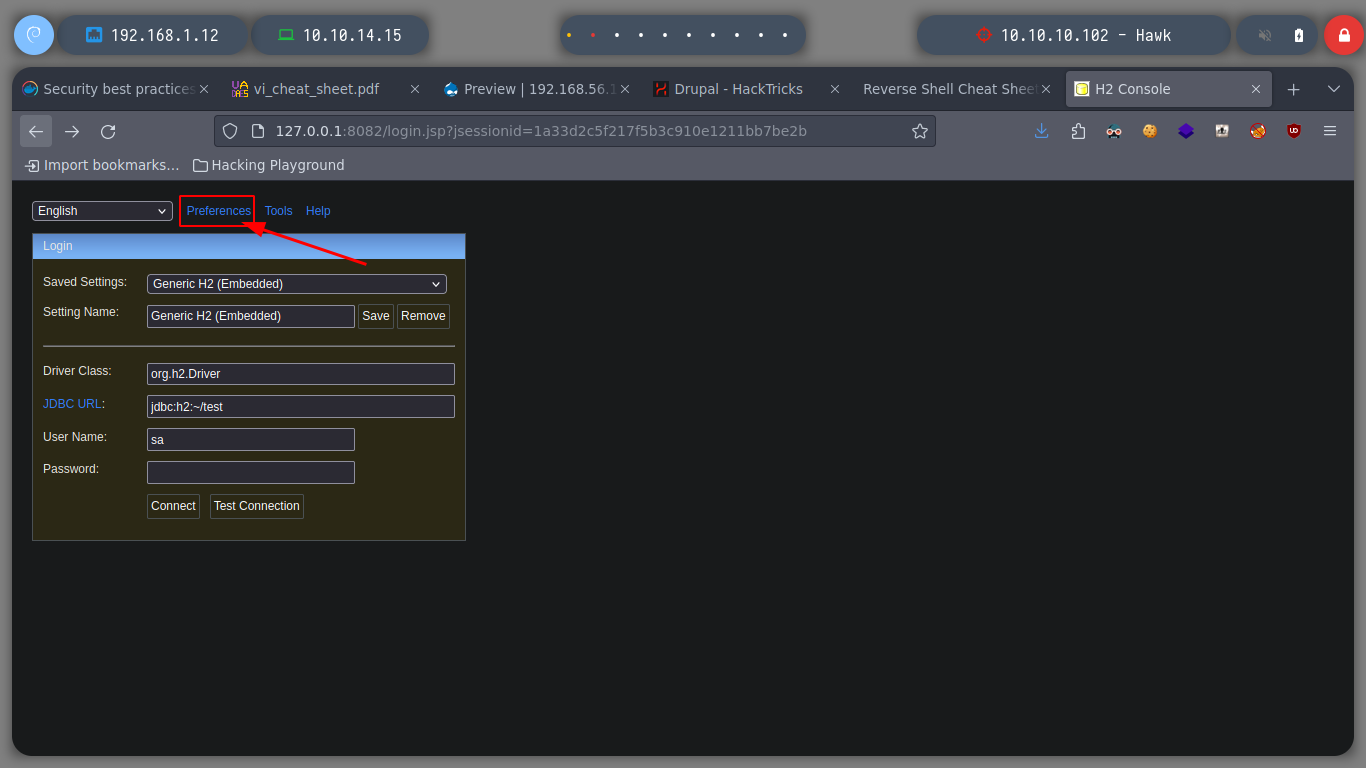 192.168.1.12
10.10.14.15
10.10.10.102 - Hawk
Security best practices
vi_cheat_sheet.pdf
Preview | 192.168.56.1
Drupal - HackTricks
Reverse Shell Cheat Shee
H2 Console
127.0.0.1:8082/login.jsp?jsessionid=1a33d2c5f217f5b3c910e1211bb7be2b
Import bookmarks...
Hacking Playground
English
Preferences
Tools
Help
Login
Saved Settings:
Generic H2 (Embedded)
Setting Name:
Generic H2 (Embedded)
Save
Remove
Driver Class:
org.h2.Driver
JDBC URL:
jdbc:h2:~/test
User Name:
sa
Password:
Connect
Test Connection